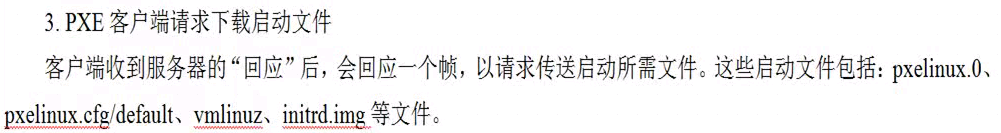 3. PXE 客户端请求下载启动文件
客户端收到服务器的“回应”后，会回应一个帧，以请求传送启动所需文件。这些启动文件包括：pxelinux.0、
pxelinux.cfg/default、vmlinuz、initrd.img 等文件。